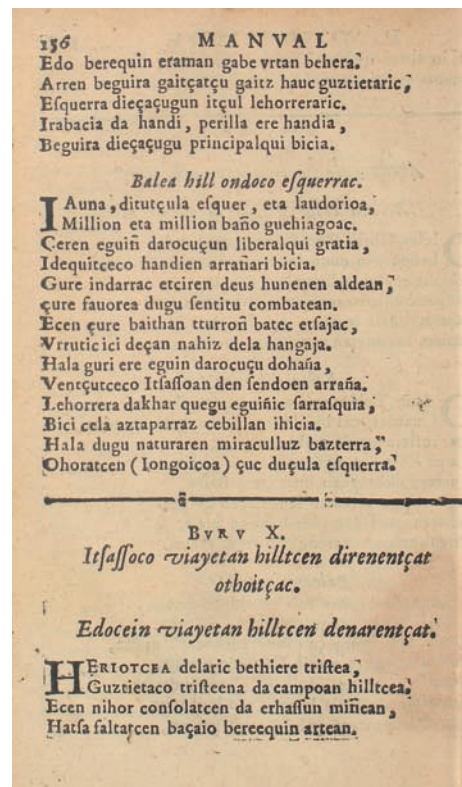 156 MANVAL
Edo berequin eraman gabe vrtan behera.
Arren beguira gaitçatçu gaitz hauc guztietaric,
Eſquerra dieçaçugun itçul lehorreraric.
Irabacia da handi, perilla ere handia,
Beguira dieçaçugu principalqui bicia.
Balea hill ondoco eſquerrac.
IAuna, ditutçula eſquer, eta laudorioa,
Million eta million baño guehiagoac.
Ceren eguiñ darocuçun liberalqui gratia,
Idequitceco handien arrañari bicia.
Gure indarrac etciren deus hunenen aldean,
çure fauorea dugu ſentitu combatean.
Ecen çure baithan tturroñ batec etſajac,
Vrruticici deçan nahiz dela hangaja.
Hala guri ere eguin darocuçu dohaña,
Ventçutceco Itſaſſoan den ſendoen arraña.
Lehorrera dakhar quegu eguiñic ſarraſquia,
Bici cela aztaparraz cebillan ihicia.
Hala dugu naturaren miraculluz bazterra,
Ohoratcen (Iongoicoa) çuc duçula eſquerra.
BVRV X.
Itſaſſoco viayetan hilltcen direnentçat
othoitçac.
Edocein viayetan hilltcen denarentçat.
HERIOTCEA delaric bethiere triſtea,
Guztietaco triſteena da campoan hilltcea.
Ecen nihor conſolatcen da erhaſſun miñean,
Hatſa faltatcen baçaio bereequin artean.